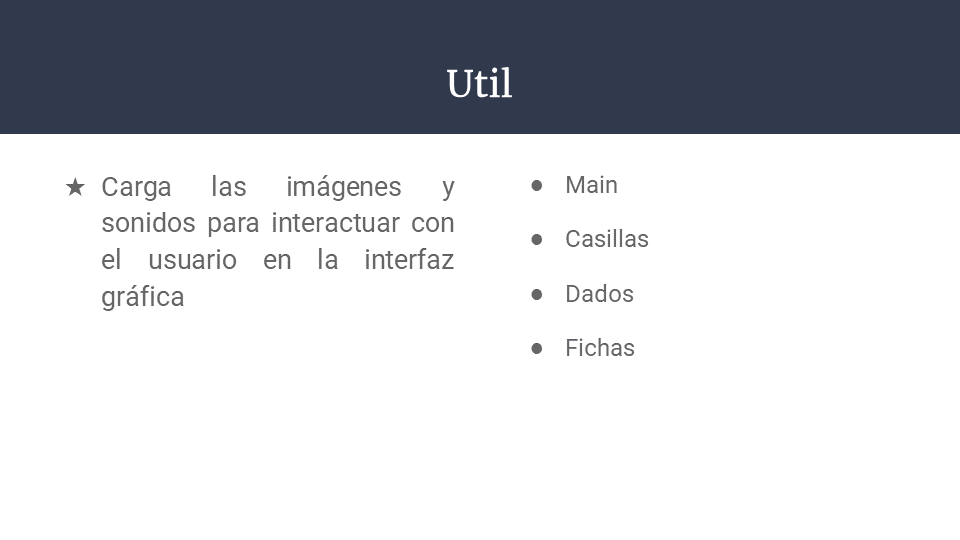 Util
★ Carga las imágenes y
sonidos para interactuar con
el usuario en la interfaz
gráfica
● Main
● Casillas
● Dados
● Fichas